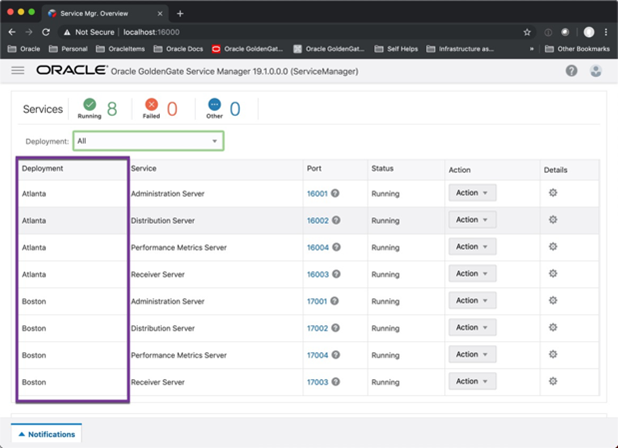 Service Mgr. Overview
Not Secure | localhost:16000
Oracle Personal OracleItems Oracle Docs Oracle GoldenGate... Oracle GoldenGat... Self Helps Infrastructure as... » Other Bookmarks
ORACLE® Oracle GoldenGate Service Manager 19.1.0.0.0 (ServiceManager)
Services Running 8 Failed 0 Other 0
Deployment: All
Deployment Service Port Status Action Details
Atlanta Administration Server 16001 Running Action
Atlanta Distribution Server 16002 Running Action
Atlanta Performance Metrics Server 16004 Running Action
Atlanta Receiver Server 16003 Running Action
Boston Administration Server 17001 Running Action
Boston Distribution Server 17002 Running Action
Boston Performance Metrics Server 17004 Running Action
Boston Receiver Server 17003 Running Action
Notifications